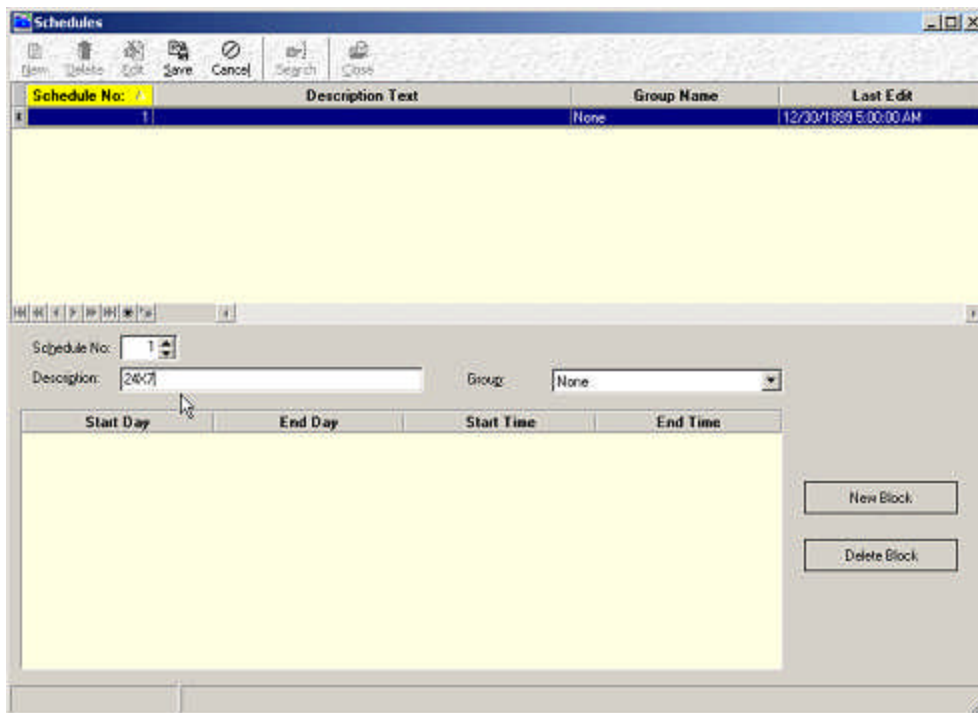 Schedules
New Delete Edit Save Cancel Search Close
Schedule No: Description Text Group Name Last Edit
1 None 12/30/1899 5:00:00 AM
Schedule No: 1
Description: 24X7 Group: None
Start Day End Day Start Time End Time
New Block
Delete Block